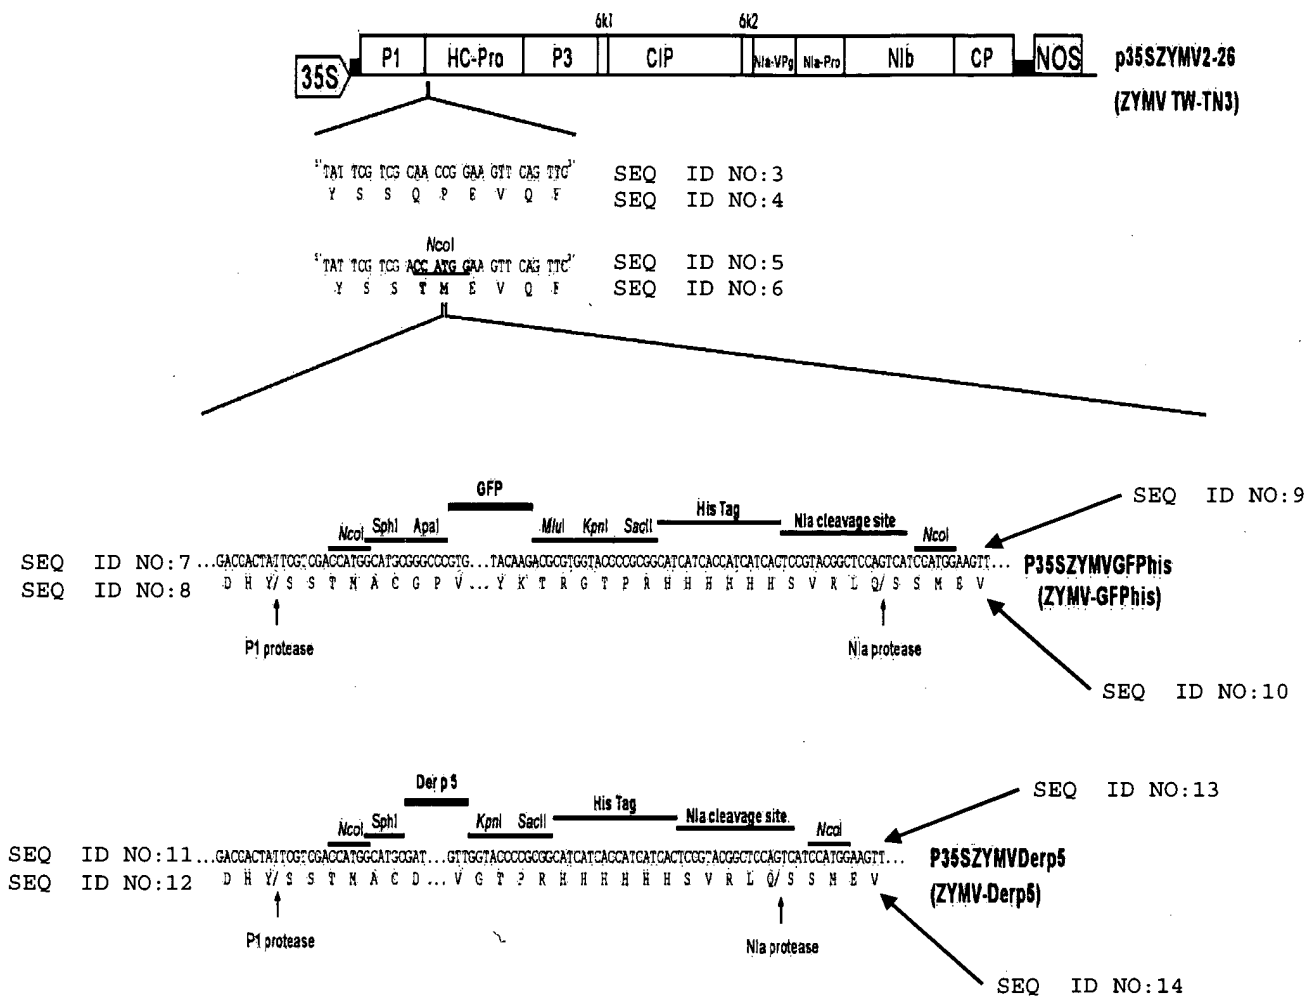 6k1 6k2
35S P1 HC-Pro P3 CIP NIa-VPg NIa-Pro NIb CP NOS p35SZYMV2-26
(ZYMV TW-TN3)
5'TAT TCG TCG CAA CCG GAA GTT CAG TTC3' SEQ ID NO:3
Y S S Q P E V Q F SEQ ID NO:4
NcoI
5'TAT TCG TCG ACC ATG GAA GTT CAG TTC3' SEQ ID NO:5
Y S S T M E V Q F SEQ ID NO:6
GFP
SEQ ID NO:9
NcoI SphI ApaI MluI KpnI SacII His Tag NIa cleavage site NcoI
SEQ ID NO:7 ...GACCACTATTCGTCGACCATGGCATGCGGGCCCGTG...TACAAGACGCGTGGTACCCCGCGGCATCATCACCATCATCACTCCGTACGGCTCCAGTCATCCATGGAAGTT... P35SZYMVGFPhis
SEQ ID NO:8 D H Y/ S S T M A C G P V...Y K T R G T P R H H H H H H S V R L Q/ S S M E V (ZYMV-GFPhis)
P1 protease NIa protease
SEQ ID NO:10
Der p 5
SEQ ID NO:13
NcoI SphI KpnI SacII His Tag NIa cleavage site. NcoI
SEQ ID NO:11 ...GACCACTATTCGTCGACCATGGCATGCGAT...GTTGGTACCCCGCGGCATCATCACCATCATCACTCCGTACGGCTCCAGTCATCCATGGAAGTT... P35SZYMVDerp5
SEQ ID NO:12 D H Y/ S S T M A C D ... V G T P R H H H H H H S V R L Q/ S S M E V (ZYMV-Derp5)
P1 protease NIa protease
SEQ ID NO:14